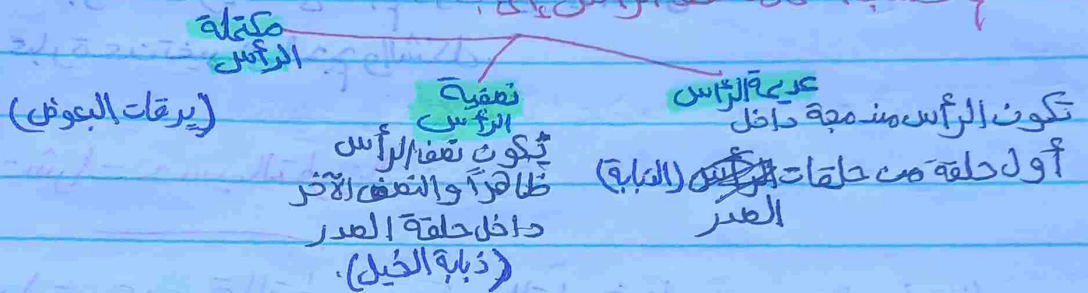 عديمة الرأس
تكون الرأس مندمجة داخل
أول حلقة من حلقات (الذبابة)
الصدر
نصفية
الرأس
يكون نصف الرأس
ظاهراً والنصف الآخر
داخل حلقة الصدر
(ذبابة الخيل).
مكتملة
الرأس
(يرقات البعوض)